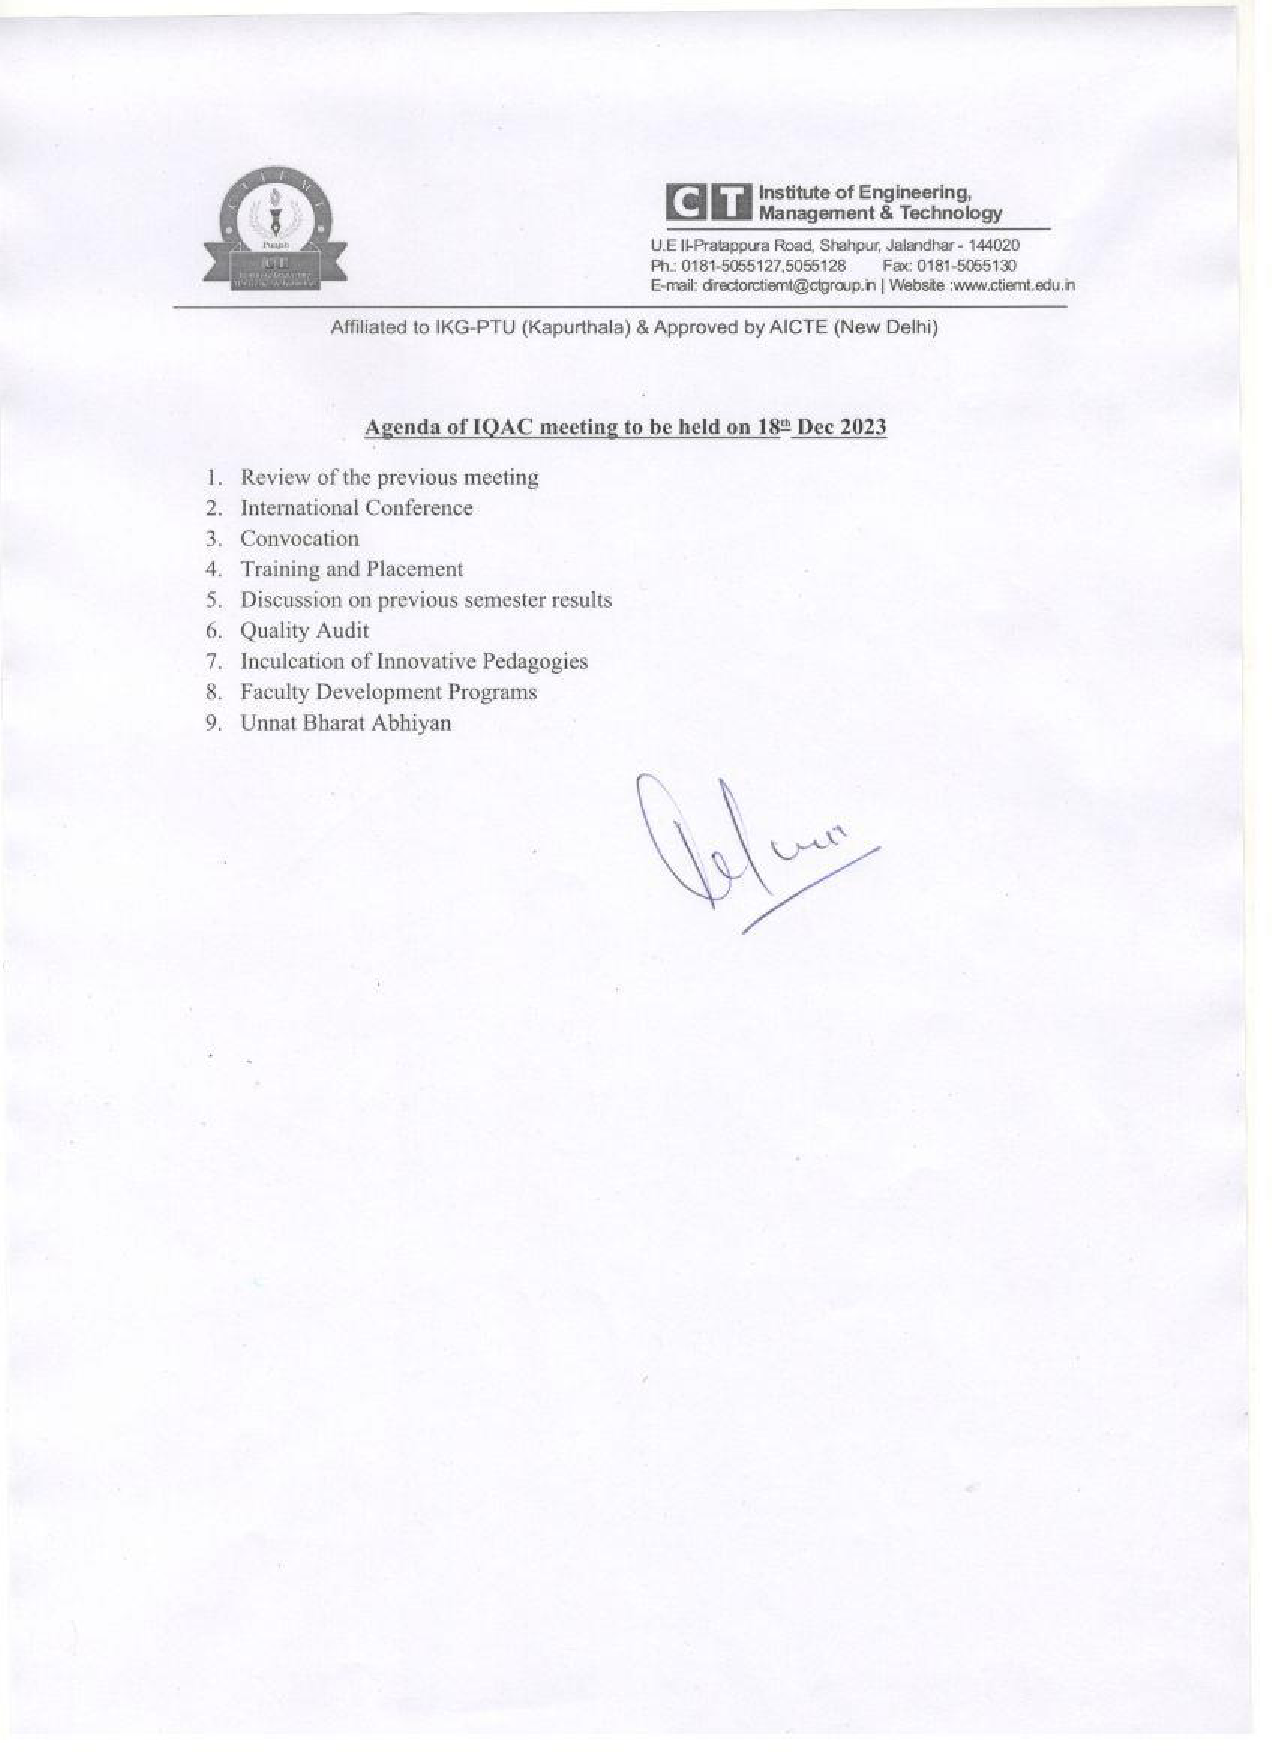 CTIEMT
Punjab
CT Institute of Engineering,
Management & Technology
U.E II-Pratappura Road, Shahpur, Jalandhar - 144020
Ph.: 0181-5055127,5055128 Fax: 0181-5055130
E-mail: directorctiemt@ctgroup.in | Website :www.ctiemt.edu.in
Affiliated to IKG-PTU (Kapurthala) & Approved by AICTE (New Delhi)
Agenda of IQAC meeting to be held on 18th Dec 2023
1. Review of the previous meeting
2. International Conference
3. Convocation
4. Training and Placement
5. Discussion on previous semester results
6. Quality Audit
7. Inculcation of Innovative Pedagogies
8. Faculty Development Programs
9. Unnat Bharat Abhiyan